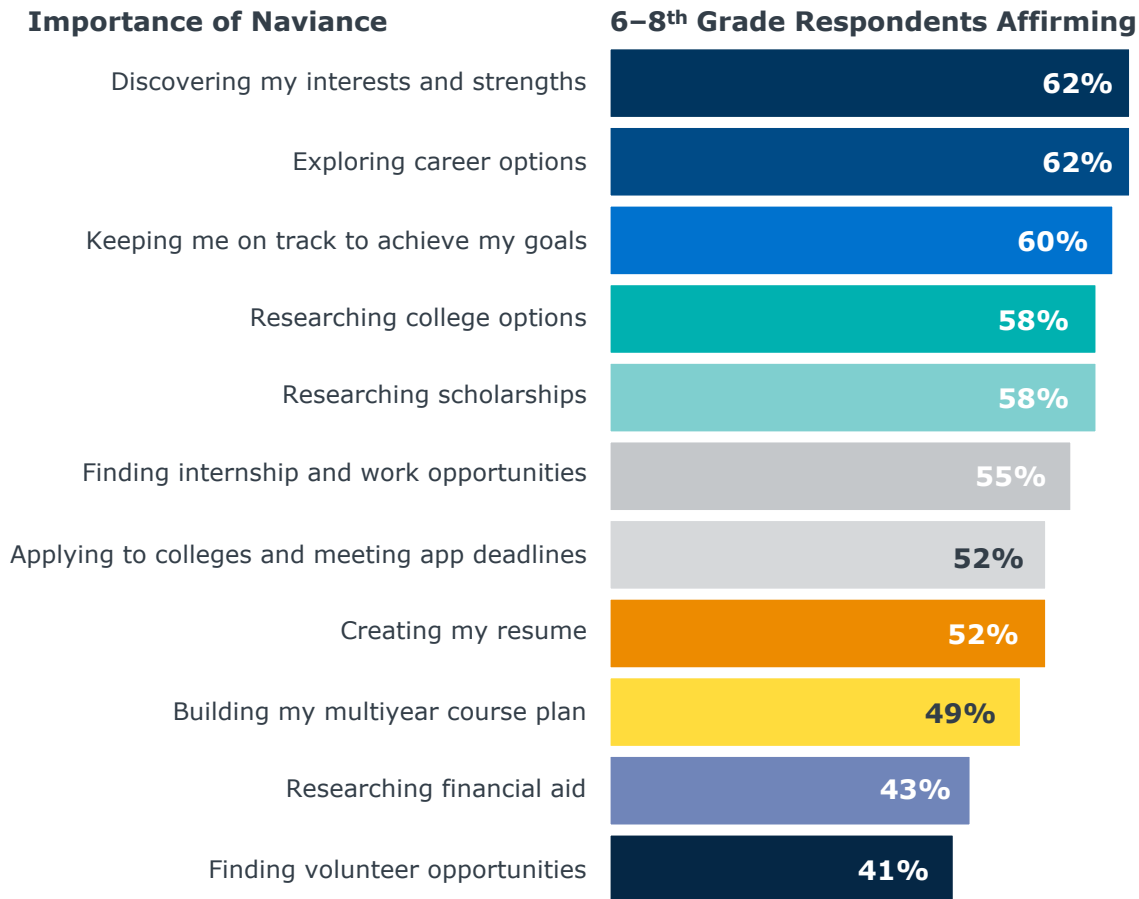 Importance of Naviance 6–8th Grade Respondents Affirming
Discovering my interests and strengths 62%
Exploring career options 62%
Keeping me on track to achieve my goals 60%
Researching college options 58%
Researching scholarships 58%
Finding internship and work opportunities 55%
Applying to colleges and meeting app deadlines 52%
Creating my resume 52%
Building my multiyear course plan 49%
Researching financial aid 43%
Finding volunteer opportunities 41%